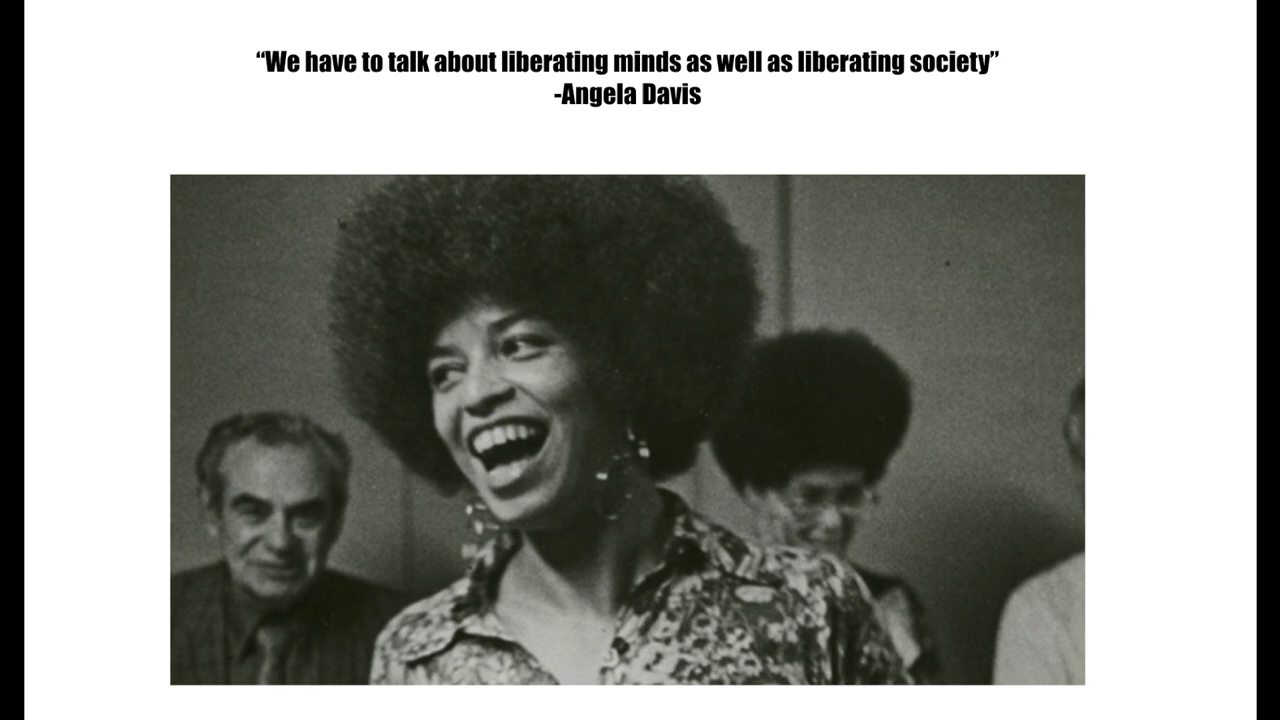 “We have to talk about liberating minds as well as liberating society”
-Angela Davis